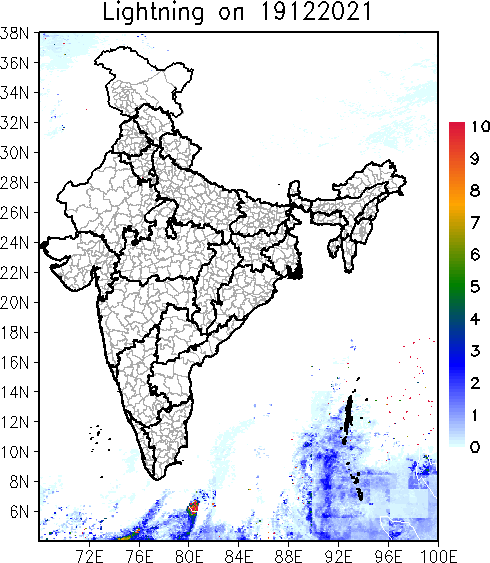 Lightning on 19122021
38N
36N
34N
32N
30N
28N
26N
24N
22N
20N
18N
16N
14N
12N
10N
8N
6N
72E 76E 80E 84E 88E 92E 96E 100E
10
9
8
7
6
5
4
3
2
1
0